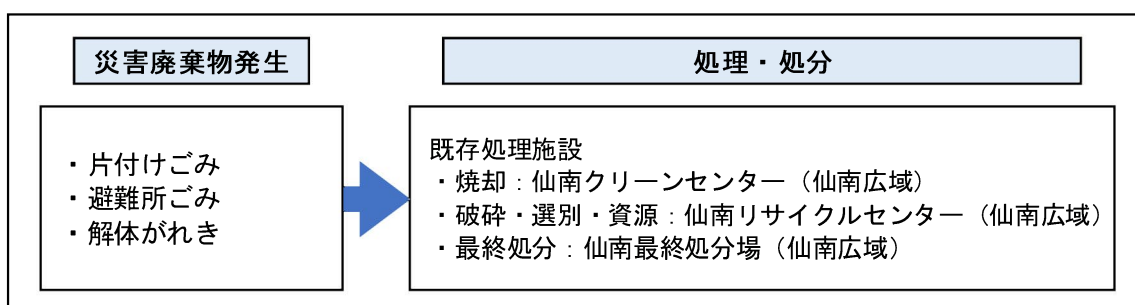 災害廃棄物発生
処理・処分
・片付けごみ
・避難所ごみ
・解体がれき
既存処理施設
・焼却：仙南クリーンセンター（仙南広域）
・破砕・選別・資源：仙南リサイクルセンター（仙南広域）
・最終処分：仙南最終処分場（仙南広域）